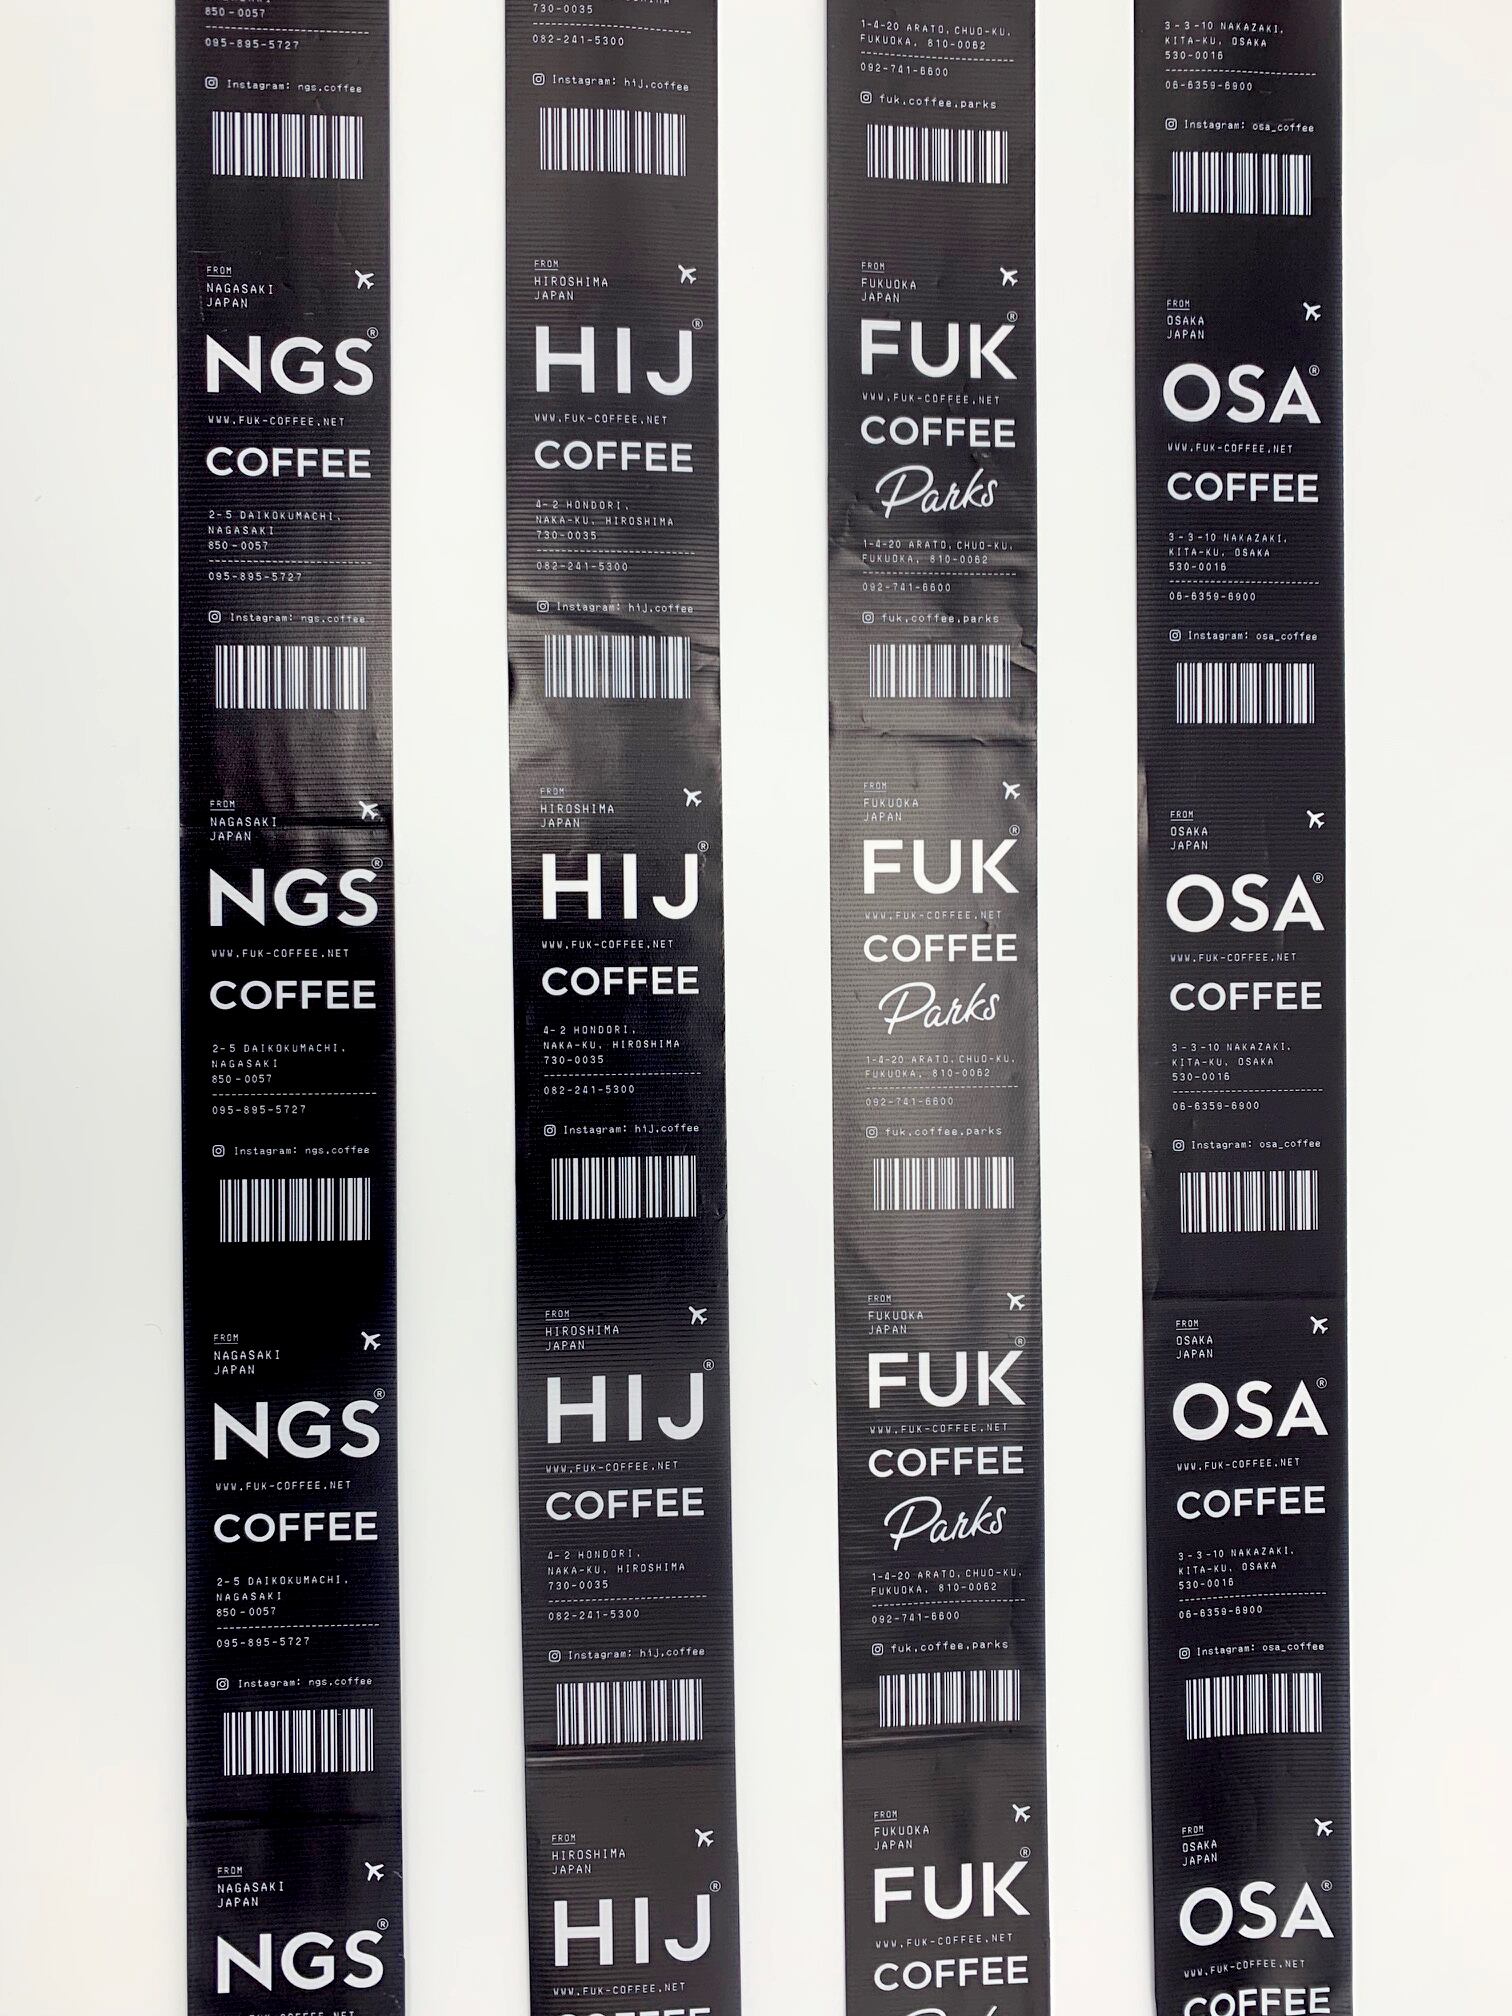 850-0057
095-895-5727
Instagram: ngs.coffee
FROM
NAGASAKI
JAPAN
NGS®
WWW.FUK-COFFEE.NET
COFFEE
2-5 DAIKOKUMACHI,
NAGASAKI
850-0057
095-895-5727
Instagram: ngs.coffee
FROM
NAGASAKI
JAPAN
NGS®
WWW.FUK-COFFEE.NET
COFFEE
2-5 DAIKOKUMACHI,
NAGASAKI
850-0057
095-895-5727
Instagram: ngs.coffee
FROM
NAGASAKI
JAPAN
NGS®
WWW.FUK-COFFEE.NET
COFFEE
2-5 DAIKOKUMACHI,
NAGASAKI
850-0057
095-895-5727
Instagram: ngs.coffee
FROM
NAGASAKI
JAPAN
NGS®
WWW.FUK-COFFEE.NET
730-0035
082-241-5300
Instagram: hij.coffee
FROM
HIROSHIMA
JAPAN
HIJ®
WWW.FUK-COFFEE.NET
COFFEE
4-2 HONDORI,
NAKA-KU, HIROSHIMA
730-0035
082-241-5300
Instagram: hij.coffee
FROM
HIROSHIMA
JAPAN
HIJ®
WWW.FUK-COFFEE.NET
COFFEE
4-2 HONDORI,
NAKA-KU, HIROSHIMA
730-0035
082-241-5300
Instagram: hij.coffee
FROM
HIROSHIMA
JAPAN
HIJ®
WWW.FUK-COFFEE.NET
COFFEE
4-2 HONDORI,
NAKA-KU, HIROSHIMA
730-0035
082-241-5300
Instagram: hij.coffee
FROM
HIROSHIMA
JAPAN
HIJ®
WWW.FUK-COFFEE.NET
COFFEE
1-4-20 ARATO, CHUO-KU,
FUKUOKA, 810-0062
092-741-6600
fuk.coffee.parks
FROM
FUKUOKA
JAPAN
FUK®
WWW.FUK-COFFEE.NET
COFFEE
Parks
1-4-20 ARATO, CHUO-KU,
FUKUOKA, 810-0062
092-741-6600
fuk.coffee.parks
FROM
FUKUOKA
JAPAN
FUK®
WWW.FUK-COFFEE.NET
COFFEE
Parks
1-4-20 ARATO, CHUO-KU,
FUKUOKA, 810-0062
092-741-6600
fuk.coffee.parks
FROM
FUKUOKA
JAPAN
FUK®
WWW.FUK-COFFEE.NET
COFFEE
Parks
1-4-20 ARATO, CHUO-KU,
FUKUOKA, 810-0062
092-741-6600
fuk.coffee.parks
FROM
FUKUOKA
JAPAN
FUK®
WWW.FUK-COFFEE.NET
COFFEE
3-3-10 NAKAZAKI,
KITA-KU, OSAKA
530-0016
06-6359-6900
Instagram: osa_coffee
FROM
OSAKA
JAPAN
OSA®
WWW.FUK-COFFEE.NET
COFFEE
3-3-10 NAKAZAKI,
KITA-KU, OSAKA
530-0016
06-6359-6900
Instagram: osa_coffee
FROM
OSAKA
JAPAN
OSA®
WWW.FUK-COFFEE.NET
COFFEE
3-3-10 NAKAZAKI,
KITA-KU, OSAKA
530-0016
06-6359-6900
Instagram: osa_coffee
FROM
OSAKA
JAPAN
OSA®
WWW.FUK-COFFEE.NET
COFFEE
3-3-10 NAKAZAKI,
KITA-KU, OSAKA
530-0016
06-6359-6900
Instagram: osa_coffee
FROM
OSAKA
JAPAN
OSA®
WWW.FUK-COFFEE.NET
COFFEE